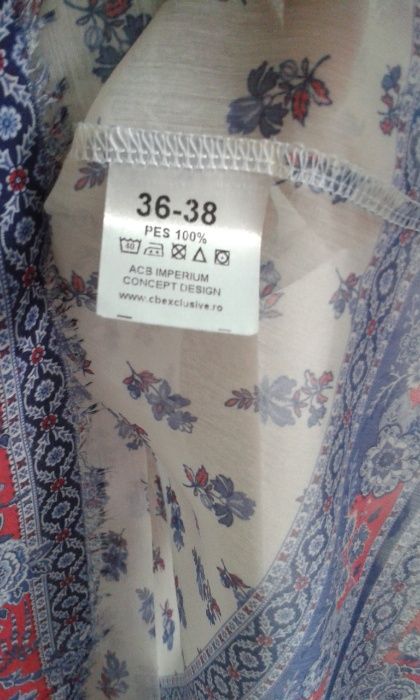 36-38
PES 100%
40
ACB IMPERIUM
CONCEPT DESIGN
www.cbexclusive.ro